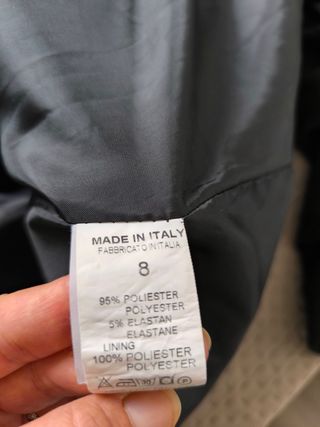 MADE IN ITALY
FABBRICATO IN ITALIA
8
95% POLIESTER
POLYESTER
5% ELASTAN
ELASTANE
LINING
100% POLIESTER
POLYESTER